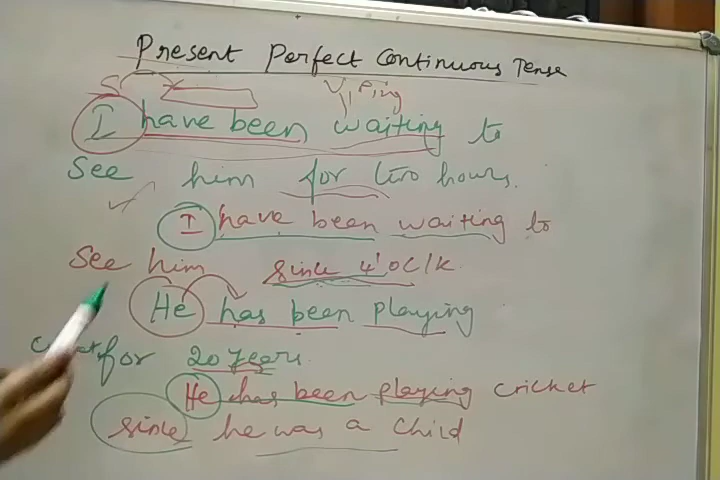 Present Perfect Continuous Tense
S
V1 + ing
I have been waiting to
see him for two hours.
I have been waiting to
see him since 4'oclk.
He has been playing
for 20 years.
He has been playing cricket
since he was a child